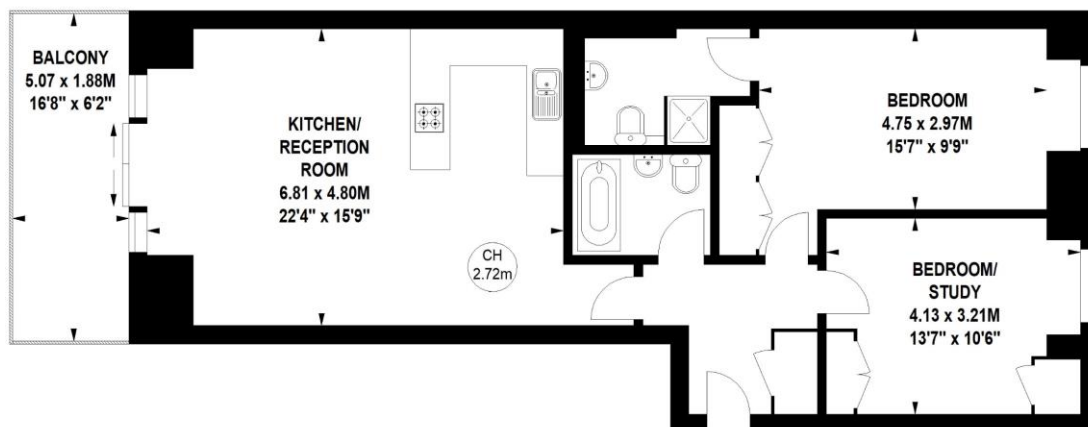 BALCONY
5.07 x 1.88M
16'8" x 6'2"
KITCHEN/
RECEPTION
ROOM
6.81 x 4.80M
22'4" x 15'9"
CH
2.72m
BEDROOM
4.75 x 2.97M
15'7" x 9'9"
BEDROOM/
STUDY
4.13 x 3.21M
13'7" x 10'6"